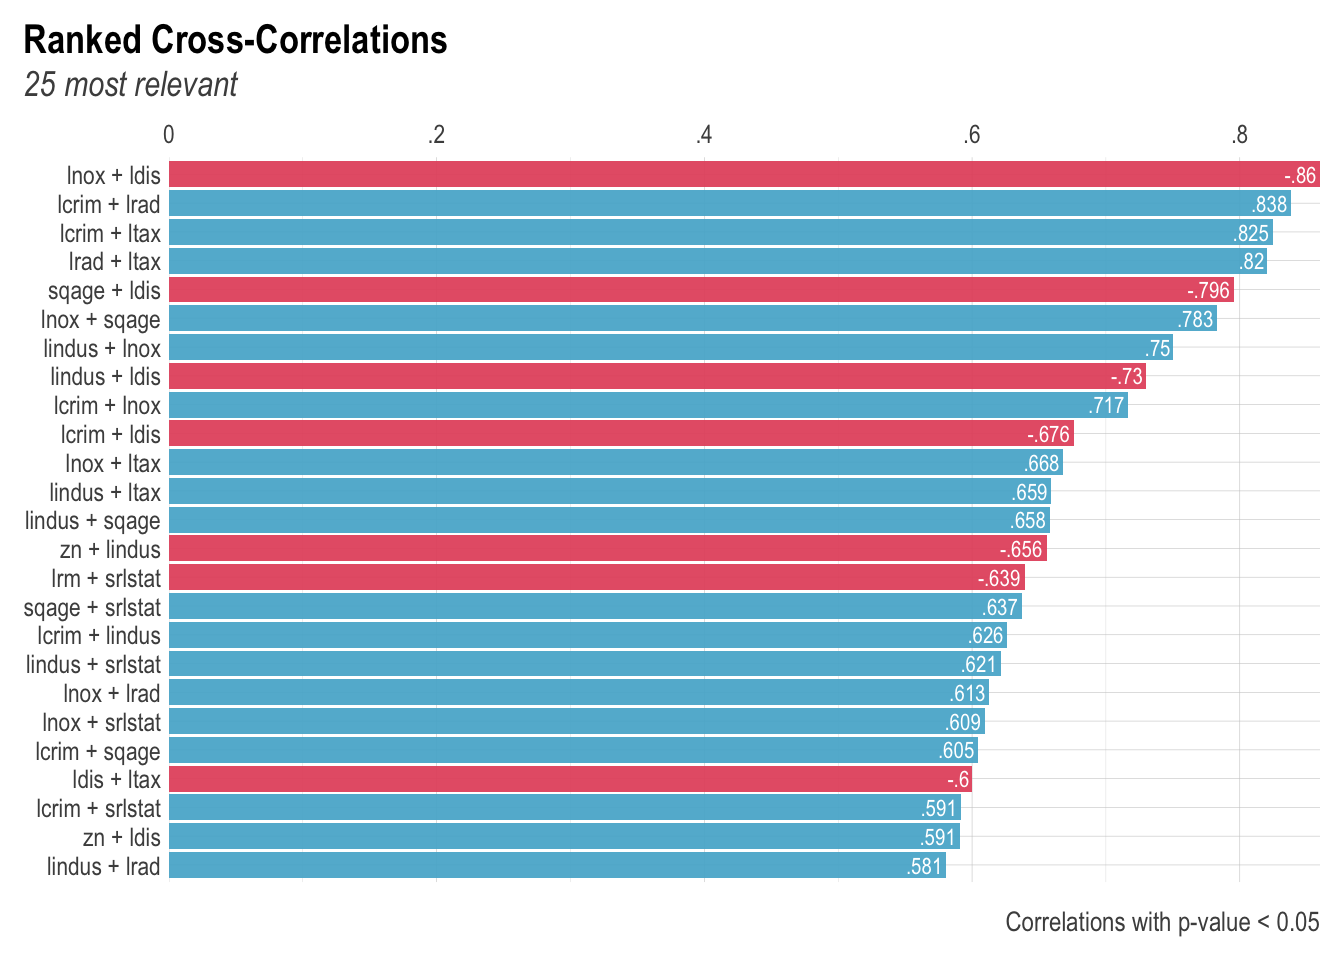 Ranked Cross-Correlations
25 most relevant
0 .2 .4 .6 .8
lnox + ldis -.86
lcrim + lrad .838
lcrim + ltax .825
lrad + ltax .82
sqage + ldis -.796
lnox + sqage .783
lindus + lnox .75
lindus + ldis -.73
lcrim + lnox .717
lcrim + ldis -.676
lnox + ltax .668
lindus + ltax .659
lindus + sqage .658
zn + lindus -.656
lrm + srlstat -.639
sqage + srlstat .637
lcrim + lindus .626
lindus + srlstat .621
lnox + lrad .613
lnox + srlstat .609
lcrim + sqage .605
ldis + ltax -.6
lcrim + srlstat .591
zn + ldis .591
lindus + lrad .581
Correlations with p-value < 0.05